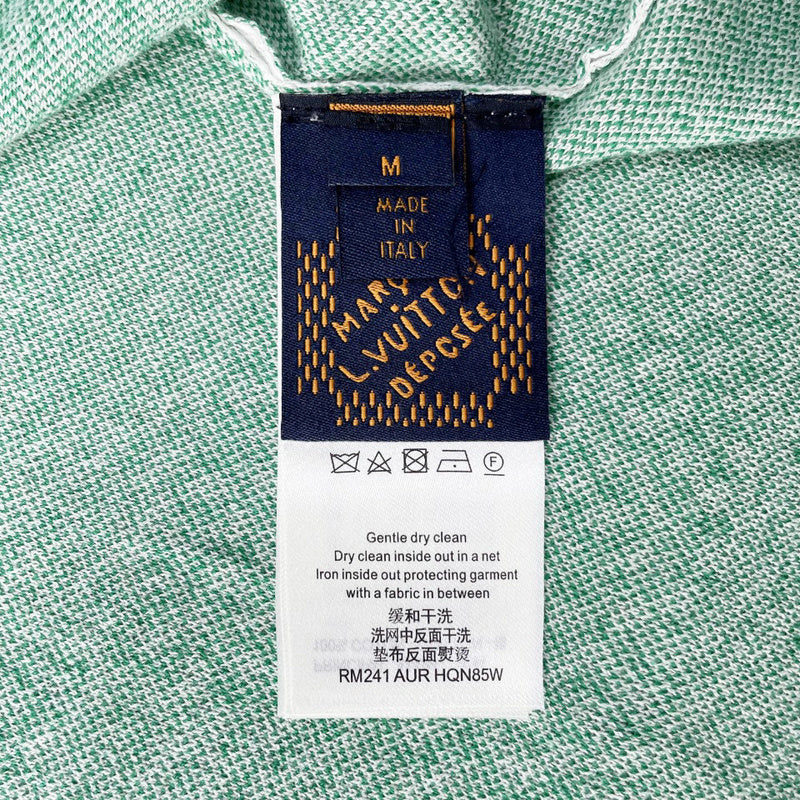 M
MADE
IN
ITALY
L.VUITTON
DÉPOSÉE
F
Gentle dry clean
Dry clean inside out in a net
Iron inside out protecting garment
with a fabric in between
缓和干洗
洗网中反面干洗
垫布反面熨烫
RM241 AUR HQN85W